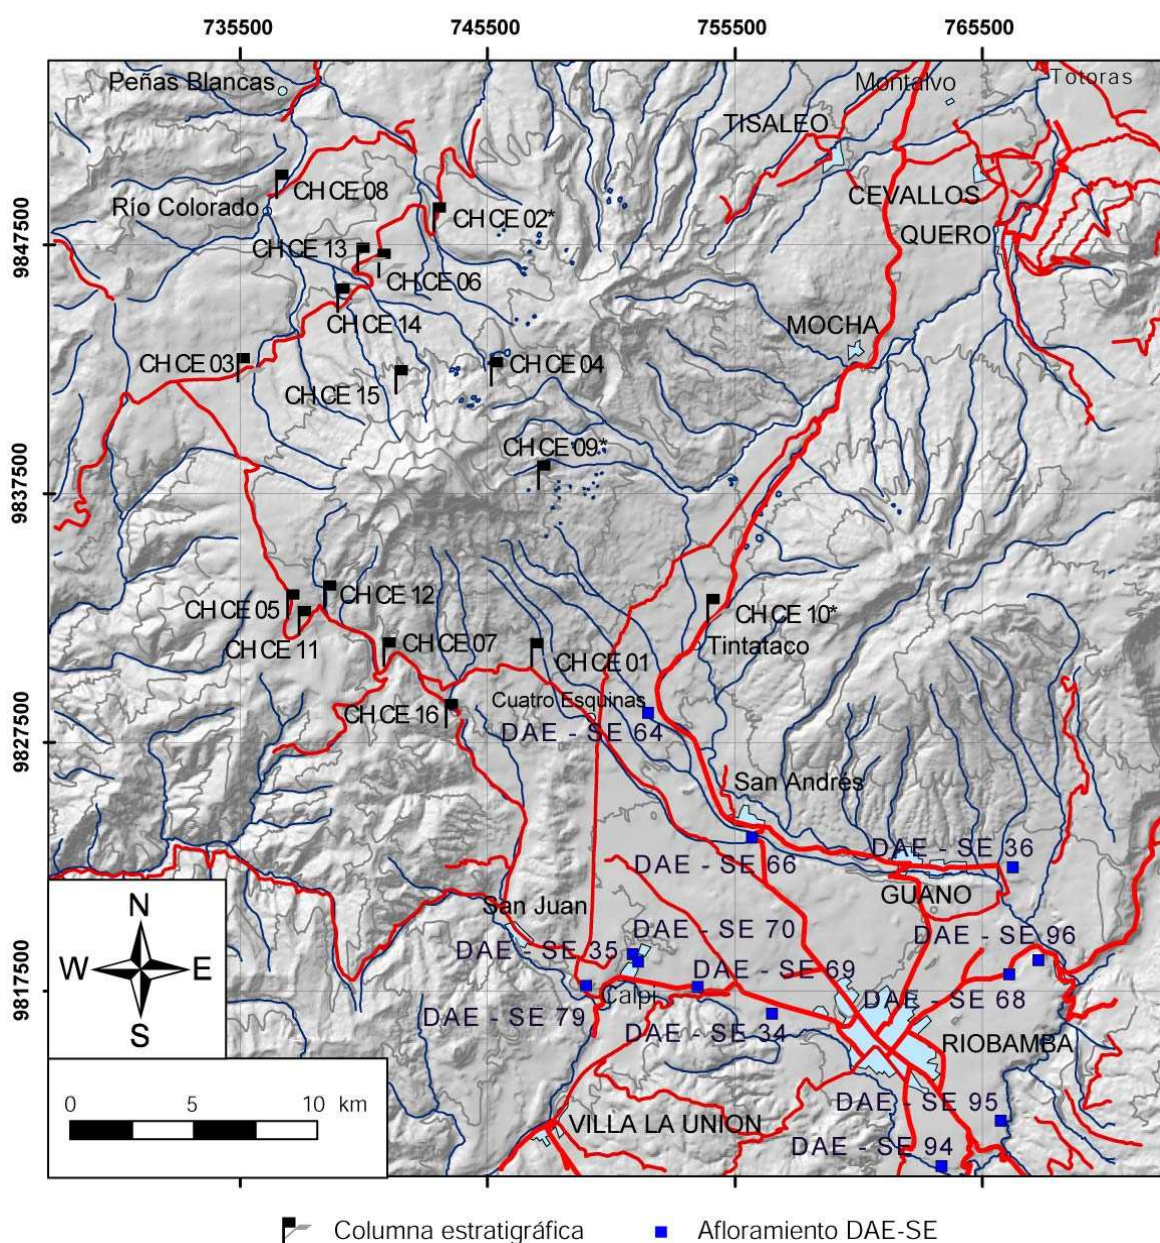 735500 745500 755500 765500
Peñas Blancas
Montalvo
Totoras
TISALEO
CH CE 08
CEVALLOS
Río Colorado
CH CE 02*
QUERO
9847500
CH CE 13
CH CE 06
CH CE 14
MOCHA
CH CE 03
CH CE 04
CH CE 15
CH CE 09*
9837500
CH CE 12
CH CE 05
CH CE 10*
CH CE 11
CH CE 07
Tintataco
CH CE 01
Cuatro Esquinas
CH CE 16
DAE - SE 64
9827500
San Andrés
DAE - SE 36
DAE - SE 66
GUANO
N
San Juan
DAE - SE 70
DAE - SE 96
DAE - SE 35
W E
DAE - SE 69
9817500
Calpi
DAE - SE 68
DAE - SE 79
DAE - SE 34
S
RIOBAMBA
0 5 10 km
DAE - SE 95
VILLA LA UNION
DAE - SE 94
Columna estratigráfica
Afloramiento DAE-SE